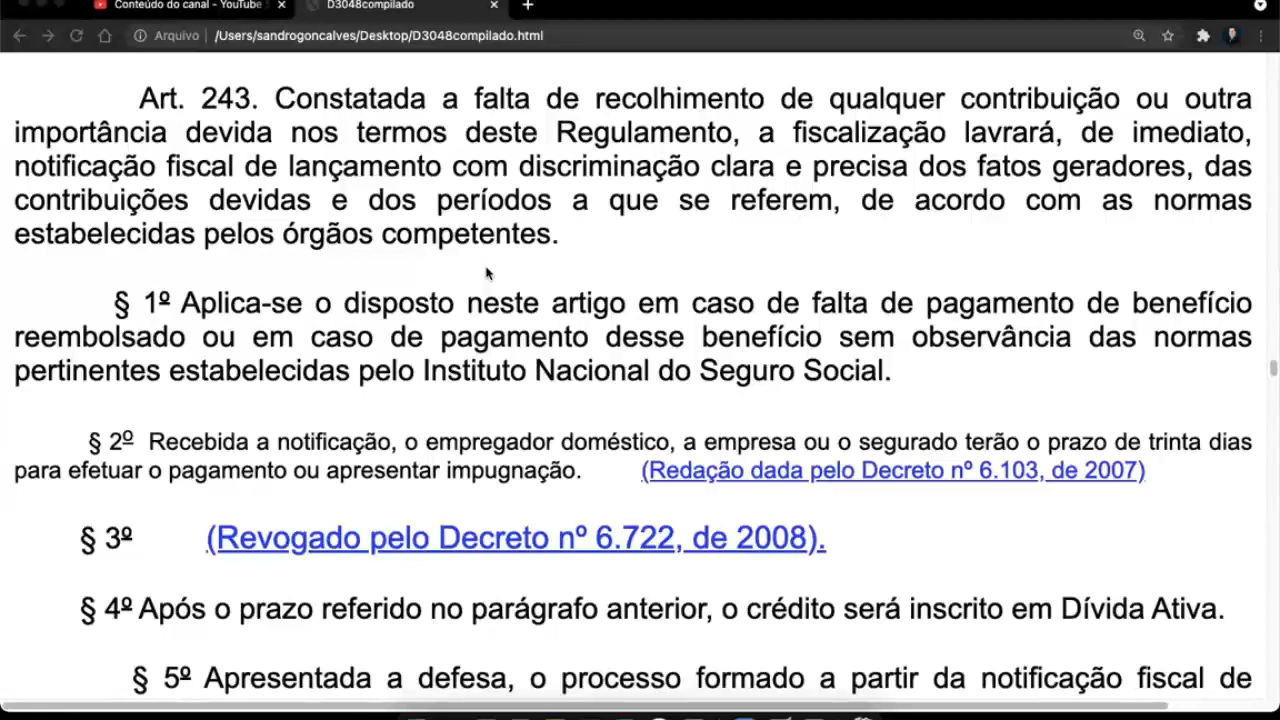 Conteúdo do canal - YouTube
D3048compilado
Arquivo | /Users/sandrogoncalves/Desktop/D3048compilado.html
Art. 243. Constatada a falta de recolhimento de qualquer contribuição ou outra
importância devida nos termos deste Regulamento, a fiscalização lavrará, de imediato,
notificação fiscal de lançamento com discriminação clara e precisa dos fatos geradores, das
contribuições devidas e dos períodos a que se referem, de acordo com as normas
estabelecidas pelos órgãos competentes.
§ 1º Aplica-se o disposto neste artigo em caso de falta de pagamento de benefício
reembolsado ou em caso de pagamento desse benefício sem observância das normas
pertinentes estabelecidas pelo Instituto Nacional do Seguro Social.
§ 2º Recebida a notificação, o empregador doméstico, a empresa ou o segurado terão o prazo de trinta dias
para efetuar o pagamento ou apresentar impugnação. (Redação dada pelo Decreto nº 6.103, de 2007)
§ 3º (Revogado pelo Decreto nº 6.722, de 2008).
§ 4º Após o prazo referido no parágrafo anterior, o crédito será inscrito em Dívida Ativa.
§ 5º Apresentada a defesa, o processo formado a partir da notificação fiscal de